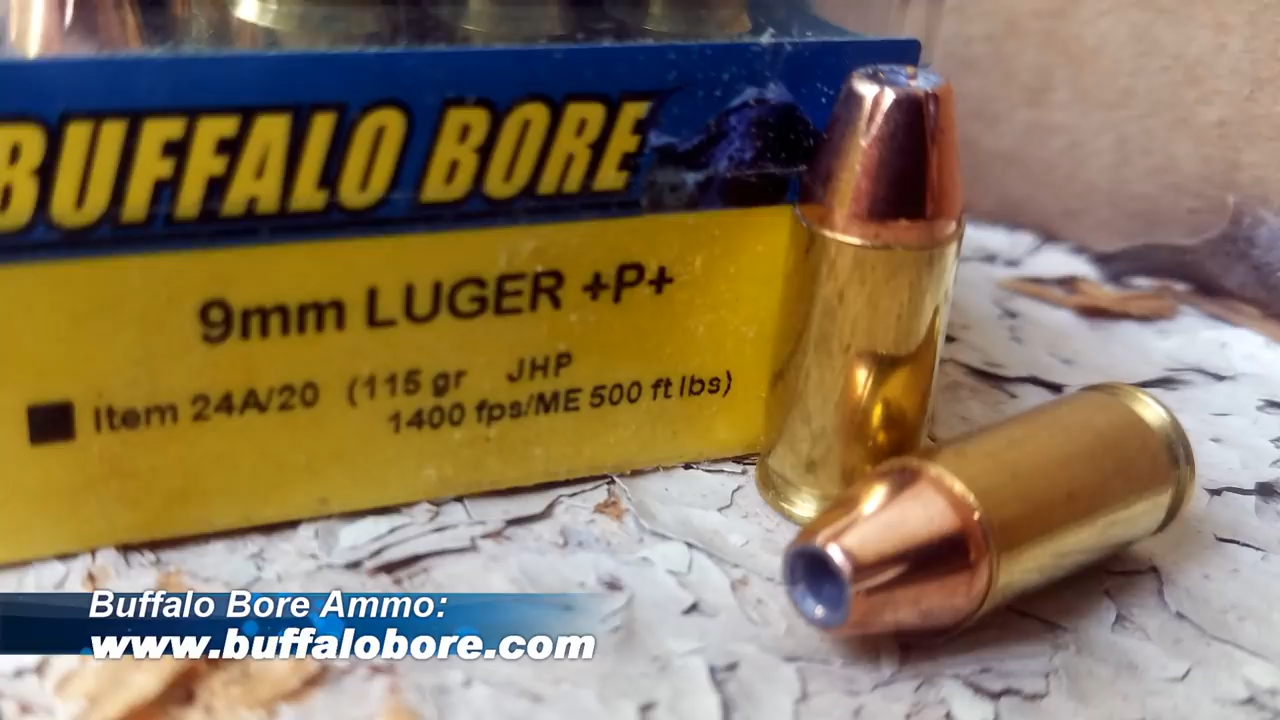 BUFFALO BORE
9mm LUGER +P+
Item 24A/20 (115 gr JHP
1400 fps/ME 500 ft lbs)
Buffalo Bore Ammo:
www.buffalobore.com